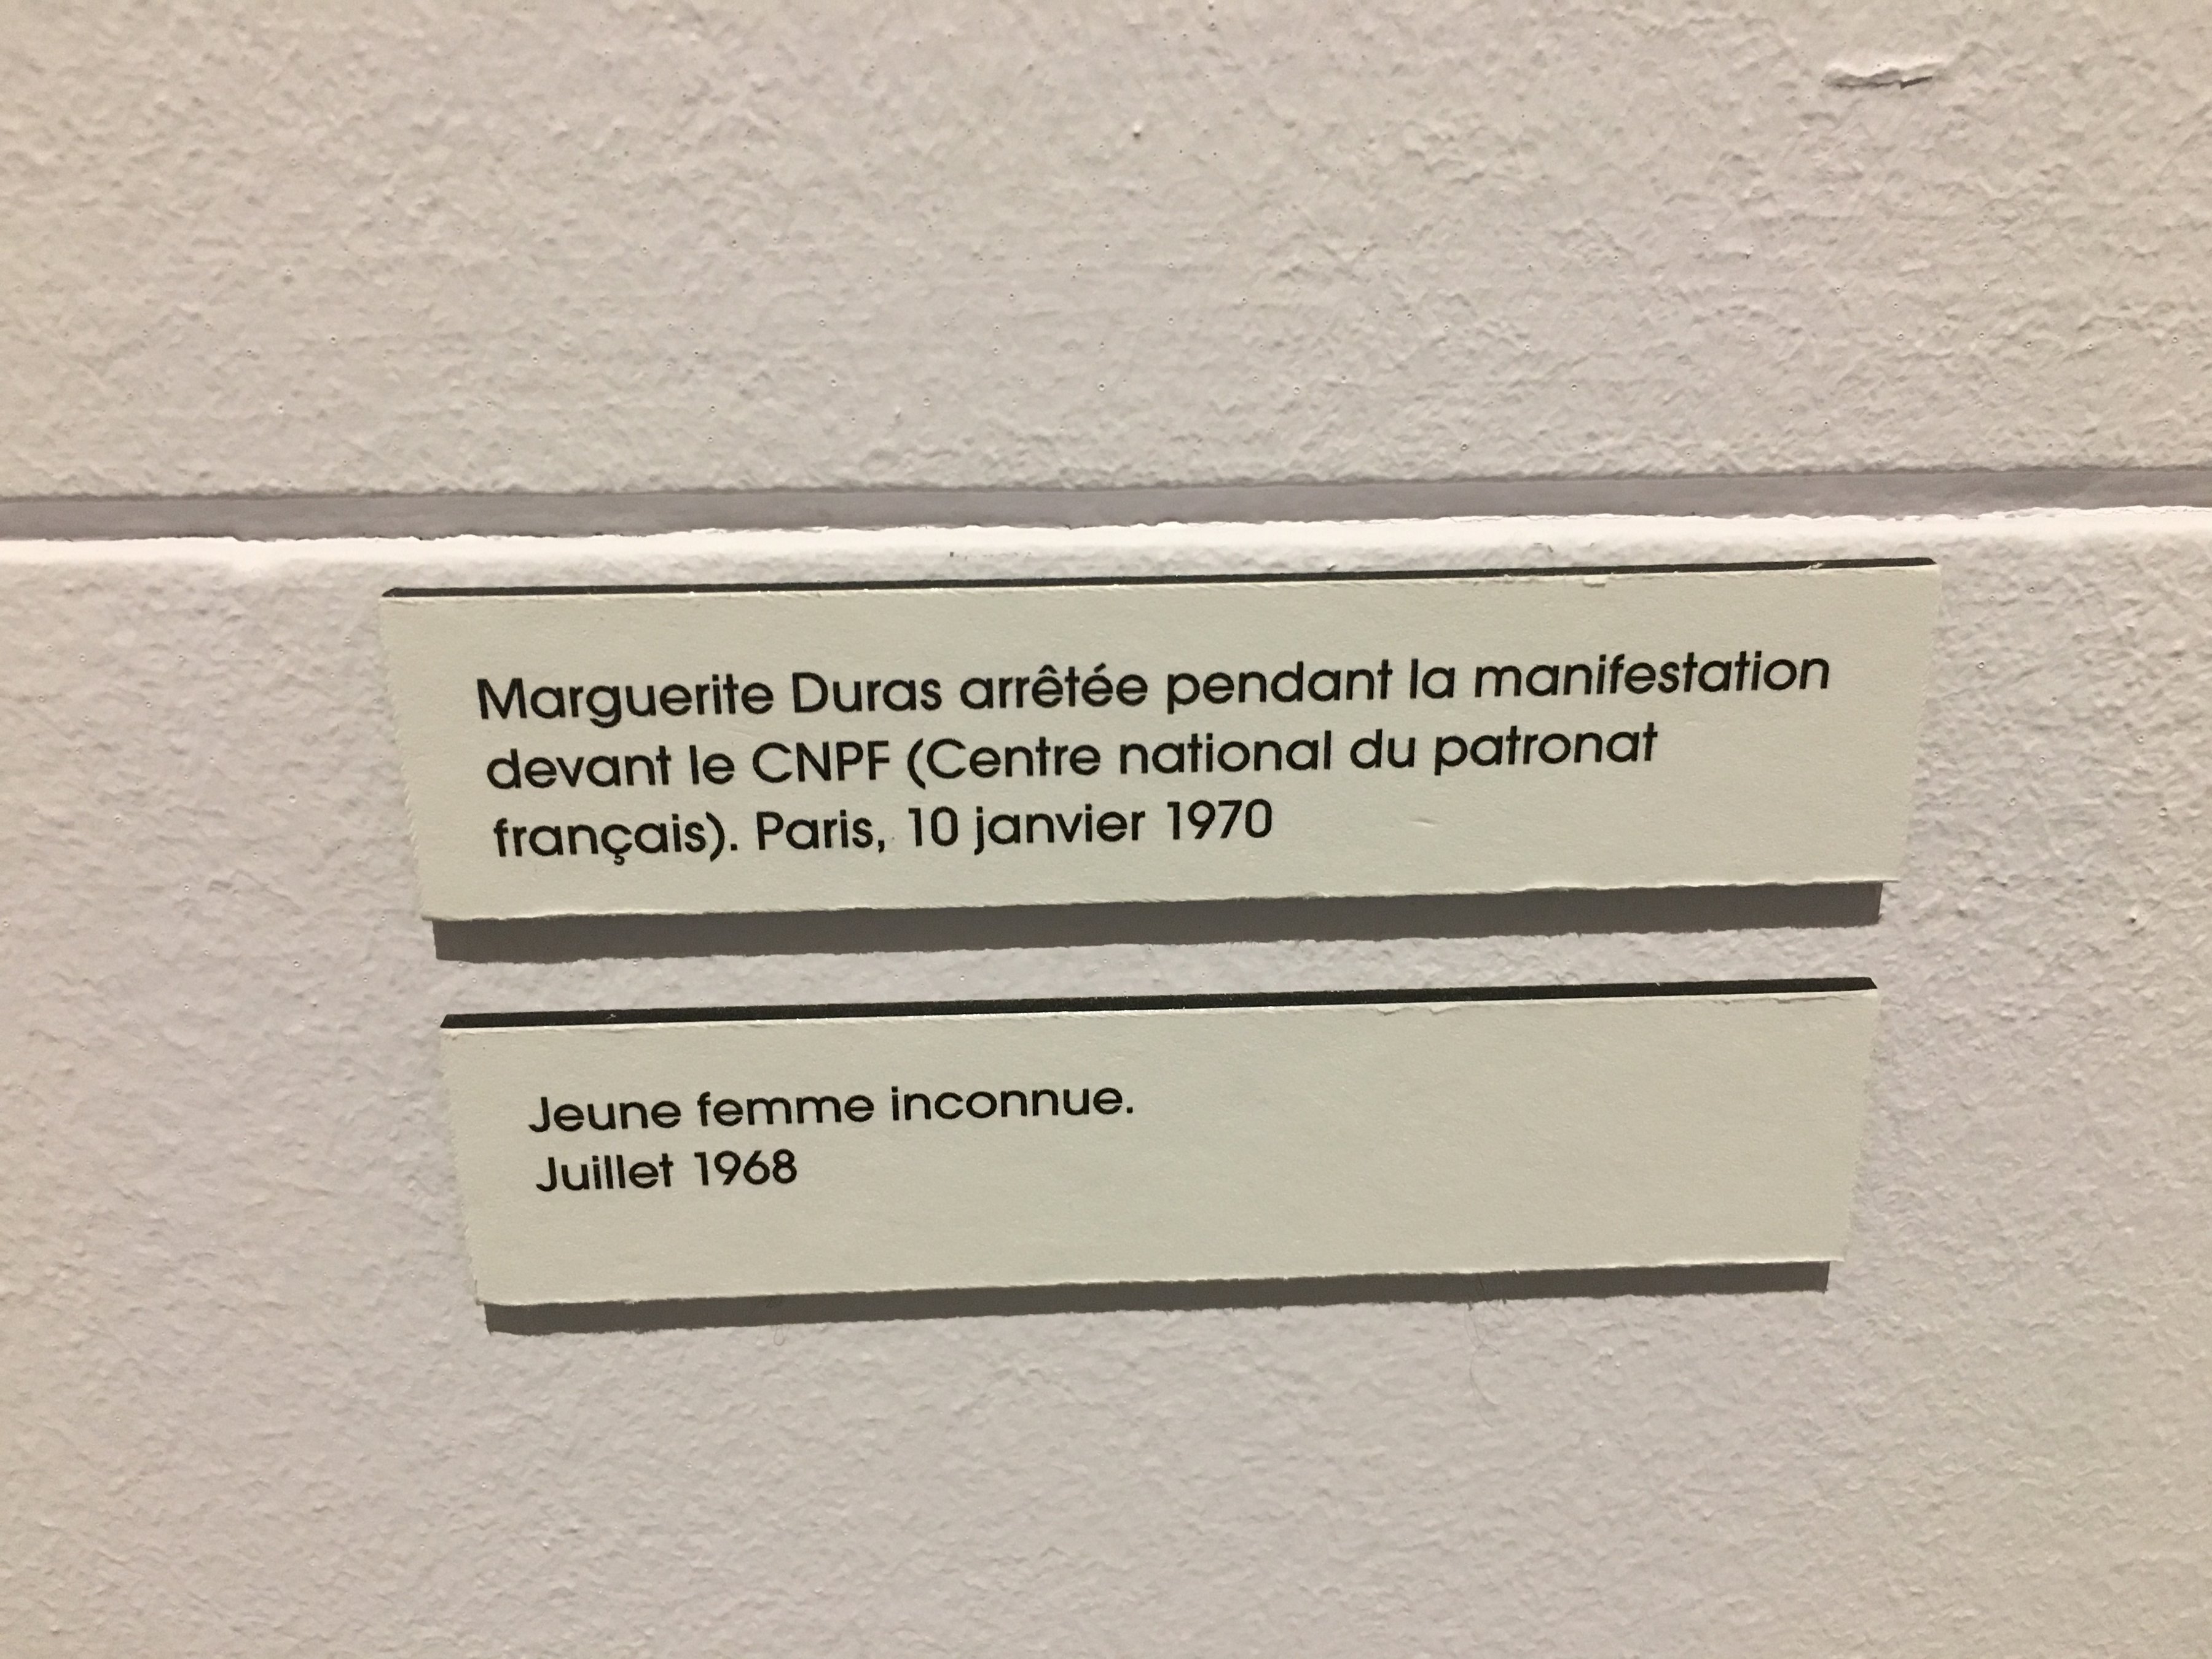 Marguerite Duras arrêtée pendant la manifestation
devant le CNPF (Centre national du patronat
français). Paris, 10 janvier 1970
Jeune femme inconnue.
Juillet 1968